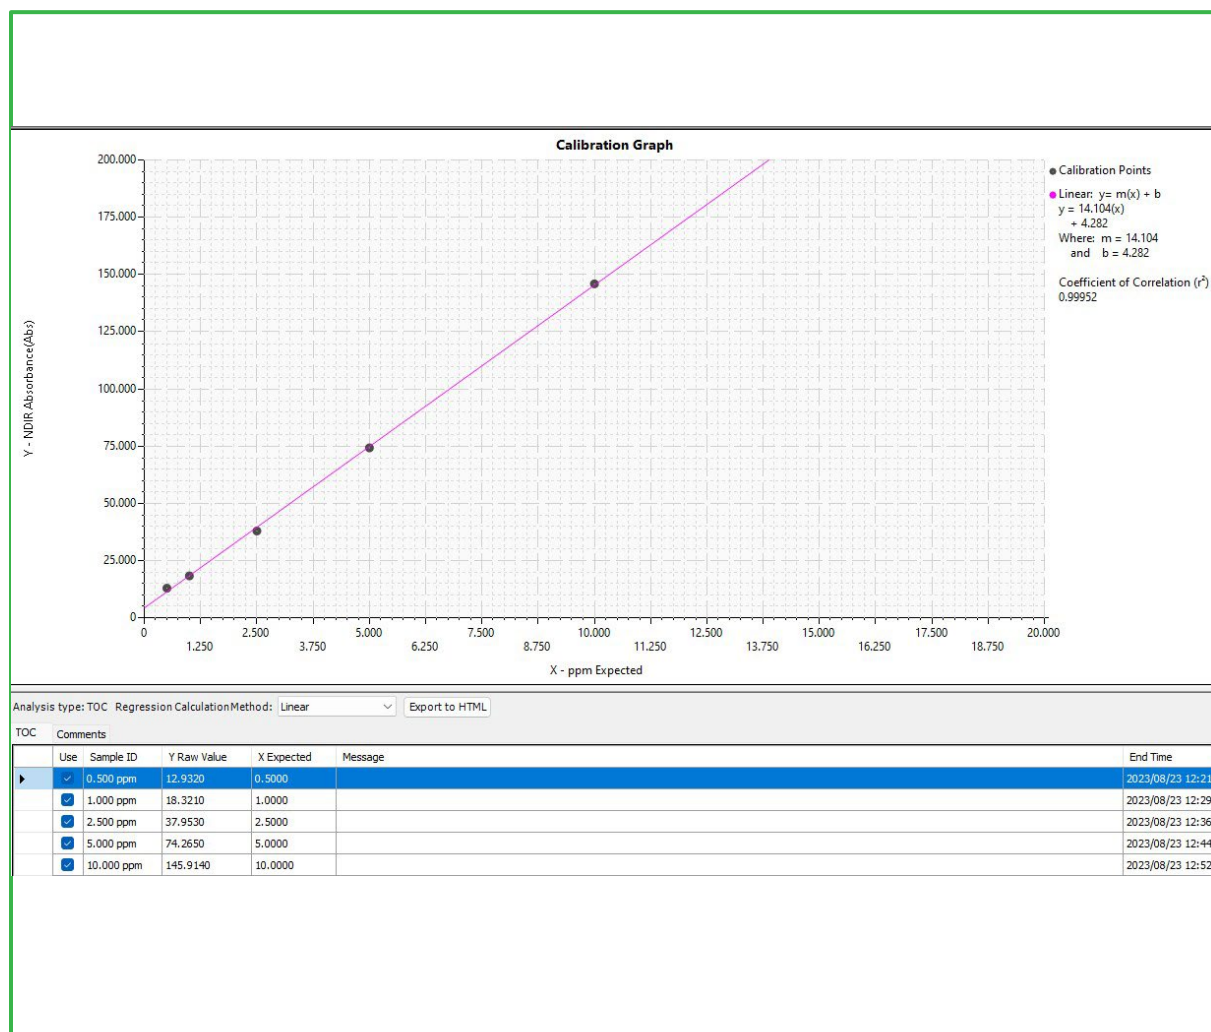 Calibration Graph
200.000
175.000
150.000
125.000
100.000
75.000
50.000
25.000
0
Y - NDIR Absorbance(Abs)
0
2.500
5.000
7.500
10.000
12.500
15.000
17.500
20.000
1.250
3.750
6.250
8.750
11.250
13.750
16.250
18.750
X - ppm Expected
Calibration Points
Linear: y= m(x) + b
y = 14.104(x)
+ 4.282
Where: m = 14.104
and b = 4.282
Coefficient of Correlation (r²)
0.99952
Analysis type: TOC Regression Calculation Method: Linear Export to HTML
TOC Comments
Use Sample ID Y Raw Value X Expected Message End Time
0.500 ppm 12.9320 0.5000 2023/08/23 12:21
1.000 ppm 18.3210 1.0000 2023/08/23 12:29
2.500 ppm 37.9530 2.5000 2023/08/23 12:36
5.000 ppm 74.2650 5.0000 2023/08/23 12:44
10.000 ppm 145.9140 10.0000 2023/08/23 12:52